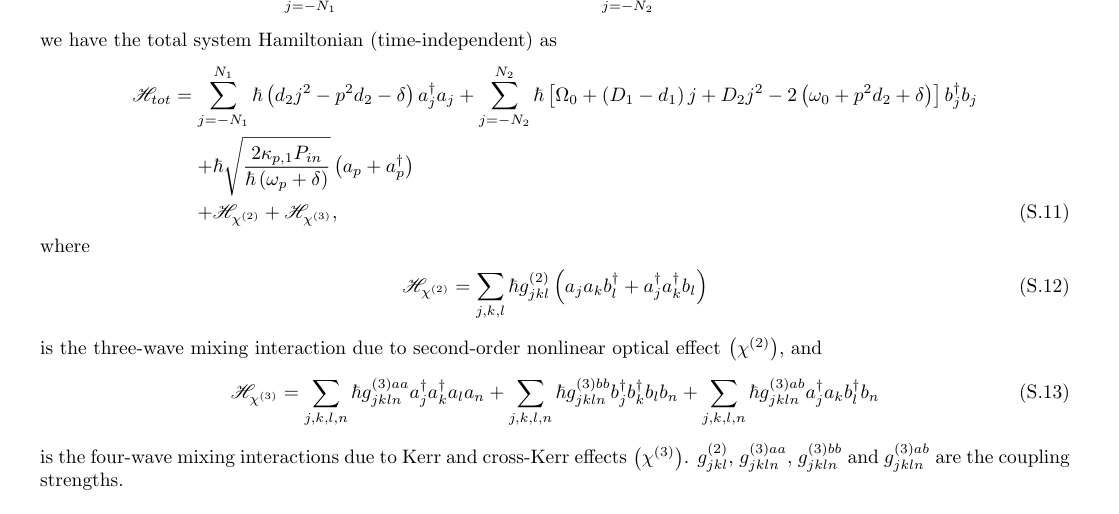 j=−N₁ j=−N₂
we have the total system Hamiltonian (time-independent) as
$\mathscr{H}_{tot} = \sum_{j=-N_1}^{N_1} \hbar \left( d_2 j^2 - p^2 d_2 - \delta \right) a_j^\dagger a_j + \sum_{j=-N_2}^{N_2} \hbar \left[ \Omega_0 + (D_1 - d_1) j + D_2 j^2 - 2 \left( \omega_0 + p^2 d_2 + \delta \right) \right] b_j^\dagger b_j$
$+ \hbar \sqrt{\frac{2\kappa_{p,1} P_{in}}{\hbar (\omega_p + \delta)}} \left( a_p + a_p^\dagger \right)$
$+ \mathscr{H}_{\chi^{(2)}} + \mathscr{H}_{\chi^{(3)}},$ (S.11)
where
$\mathscr{H}_{\chi^{(2)}} = \sum_{j,k,l} \hbar g_{jkl}^{(2)} \left( a_j a_k b_l^\dagger + a_j^\dagger a_k^\dagger b_l \right)$ (S.12)
is the three-wave mixing interaction due to second-order nonlinear optical effect $\left( \chi^{(2)} \right)$, and
$\mathscr{H}_{\chi^{(3)}} = \sum_{j,k,l,n} \hbar g_{jkln}^{(3)aa} a_j^\dagger a_k^\dagger a_l a_n + \sum_{j,k,l,n} \hbar g_{jkln}^{(3)bb} b_j^\dagger b_k^\dagger b_l b_n + \sum_{j,k,l,n} \hbar g_{jkln}^{(3)ab} a_j^\dagger a_k b_l^\dagger b_n$ (S.13)
is the four-wave mixing interactions due to Kerr and cross-Kerr effects $\left( \chi^{(3)} \right)$. $g_{jkl}^{(2)}$, $g_{jkln}^{(3)aa}$, $g_{jkln}^{(3)bb}$ and $g_{jkln}^{(3)ab}$ are the coupling
strengths.